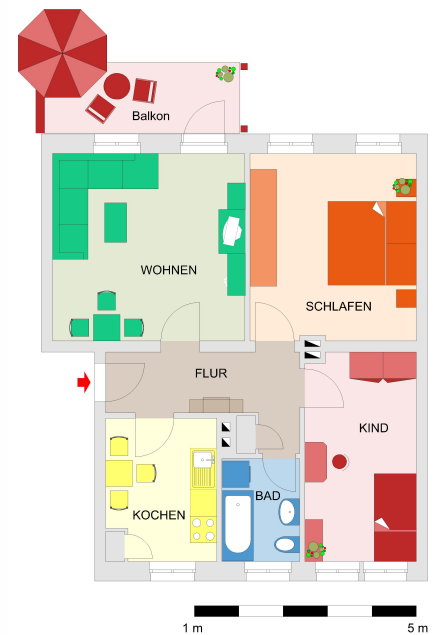 Balkon
WOHNEN
SCHLAFEN
FLUR
KIND
BAD
KOCHEN
1 m 5 m